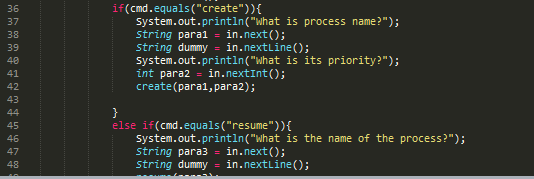 36 if(cmd.equals("create")){
37 System.out.println("What is process name?");
38 String para1 = in.next();
39 String dummy = in.nextLine();
40 System.out.println("What is its priority?");
41 int para2 = in.nextInt();
42 create(para1,para2);
43
44 }
45 else if(cmd.equals("resume")){
46 System.out.println("What is the name of the process?");
47 String para3 = in.next();
48 String dummy = in.nextLine();